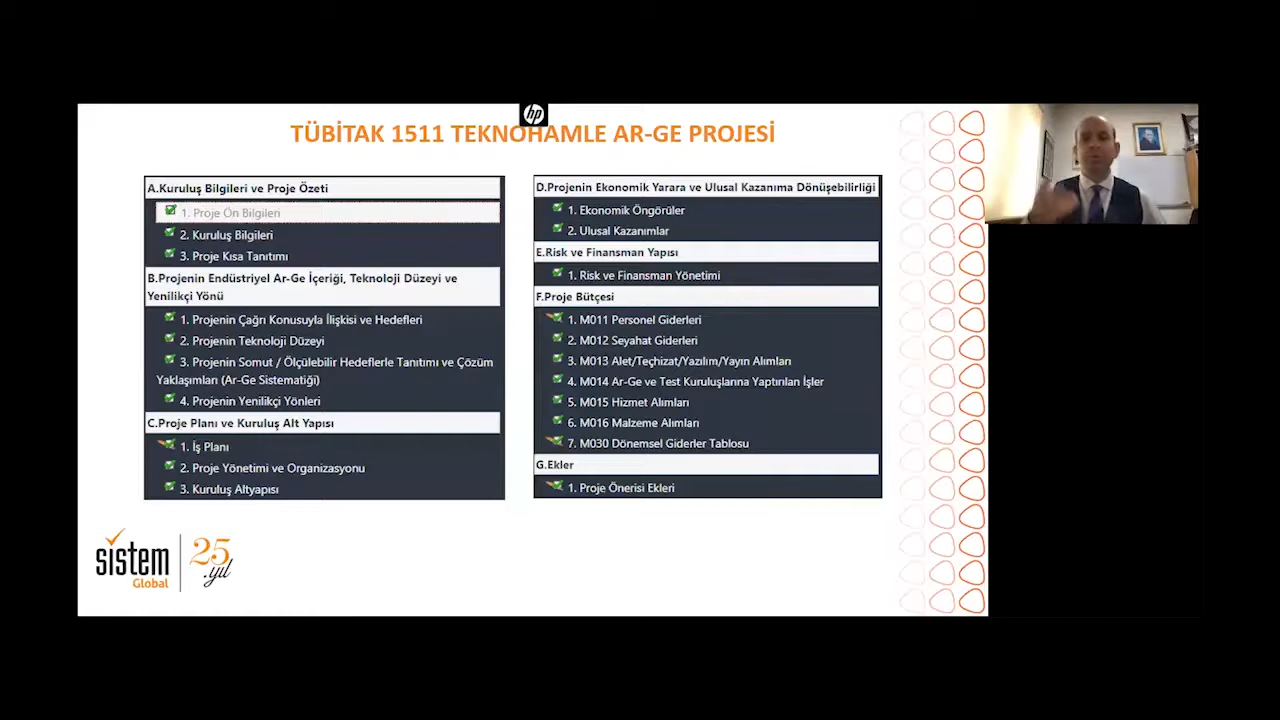 hp
TÜBİTAK 1511 TEKNOHAMLE AR-GE PROJESİ
A.Kuruluş Bilgileri ve Proje Özeti
1. Proje Ön Bilgileri
2. Kuruluş Bilgileri
3. Proje Kısa Tanıtımı
B.Projenin Endüstriyel Ar-Ge İçeriği, Teknoloji Düzeyi ve
Yenilikçi Yönü
1. Projenin Çağrı Konusuyla İlişkisi ve Hedefleri
2. Projenin Teknoloji Düzeyi
3. Projenin Somut / Ölçülebilir Hedeflerle Tanıtımı ve Çözüm
Yaklaşımları (Ar-Ge Sistematiği)
4. Projenin Yenilikçi Yönleri
C.Proje Planı ve Kuruluş Alt Yapısı
1. İş Planı
2. Proje Yönetimi ve Organizasyonu
3. Kuruluş Altyapısı
D.Projenin Ekonomik Yarara ve Ulusal Kazanıma Dönüşebilirliği
1. Ekonomik Öngörüler
2. Ulusal Kazanımlar
E.Risk ve Finansman Yapısı
1. Risk ve Finansman Yönetimi
F.Proje Bütçesi
1. M011 Personel Giderleri
2. M012 Seyahat Giderleri
3. M013 Alet/Teçhizat/Yazılım/Yayın Alımları
4. M014 Ar-Ge ve Test Kuruluşlarına Yaptırılan İşler
5. M015 Hizmet Alımları
6. M016 Malzeme Alımları
7. M030 Dönemsel Giderler Tablosu
G.Ekler
1. Proje Önerisi Ekleri
sistem
Global
25
.yıl